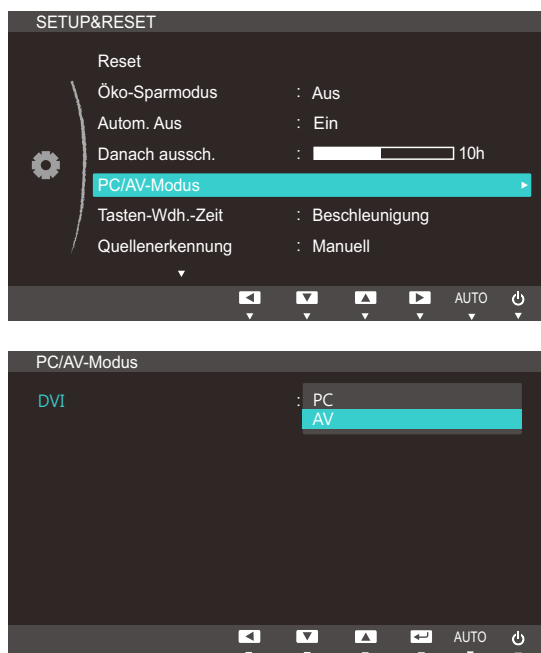 SETUP&RESET
Reset
Öko-Sparmodus : Aus
Autom. Aus : Ein
Danach aussch. : 10h
PC/AV-Modus
Tasten-Wdh.-Zeit : Beschleunigung
Quellenerkennung : Manuell
AUTO
PC/AV-Modus
DVI : PC
AV
AUTO